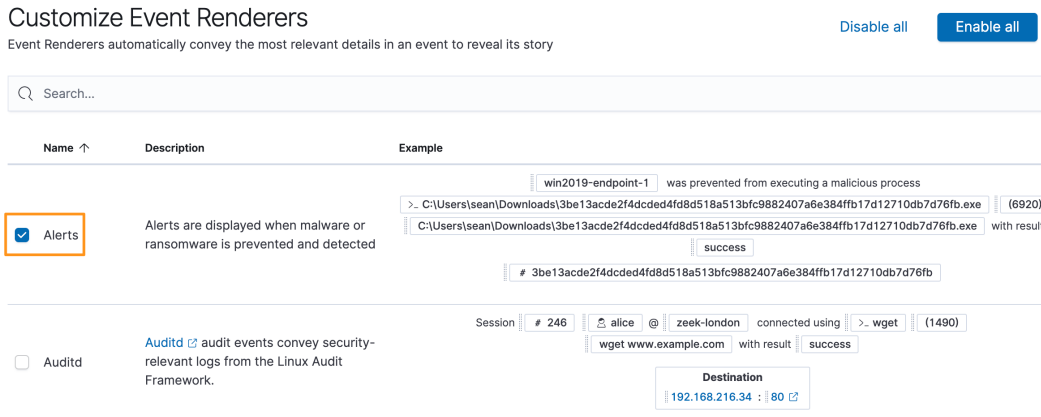 Customize Event Renderers
Disable all
Enable all
Event Renderers automatically convey the most relevant details in an event to reveal its story
Search...
Name ↑ Description Example
Alerts
Alerts are displayed when malware or
ransomware is prevented and detected
win2019-endpoint-1 was prevented from executing a malicious process
>_ C:\Users\sean\Downloads\3be13acde2f4dcded4fd8d518a513bfc9882407a6e384ffb17d12710db7d76fb.exe (6920)
C:\Users\sean\Downloads\3be13acde2f4dcded4fd8d518a513bfc9882407a6e384ffb17d12710db7d76fb.exe with result
success
# 3be13acde2f4dcded4fd8d518a513bfc9882407a6e384ffb17d12710db7d76fb
Auditd
Auditd audit events convey security-
relevant logs from the Linux Audit
Framework.
Session # 246 alice @ zeek-london connected using >_ wget (1490)
wget www.example.com with result success
Destination
192.168.216.34 : 80